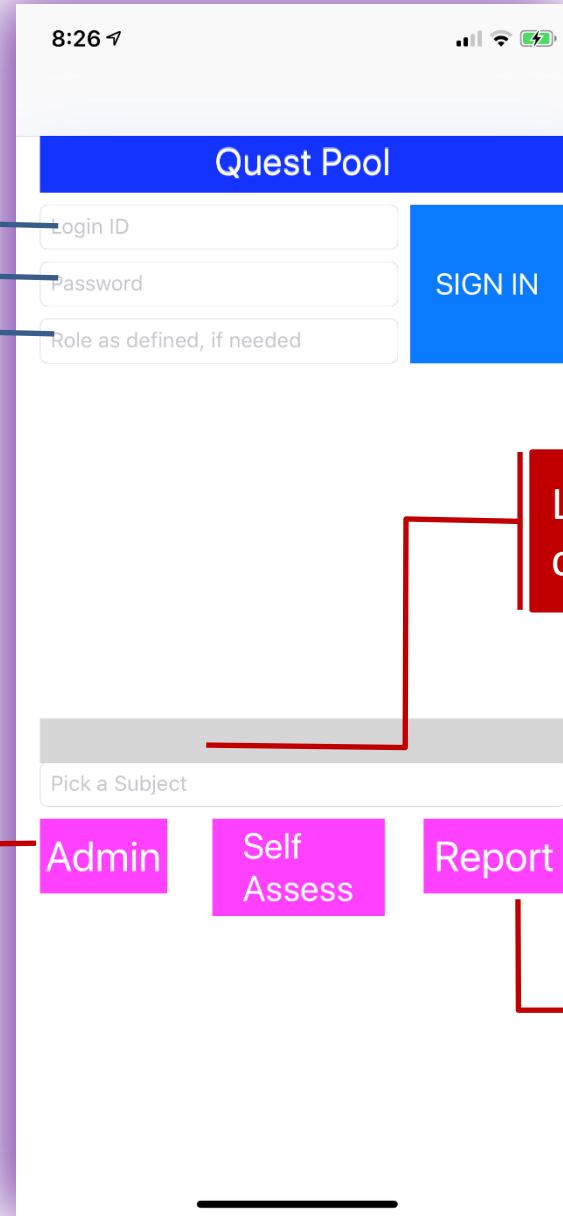 8:26
Quest Pool
Login ID
Password
SIGN IN
Role as defined, if needed
Pick a Subject
Admin
Self
Assess
Report